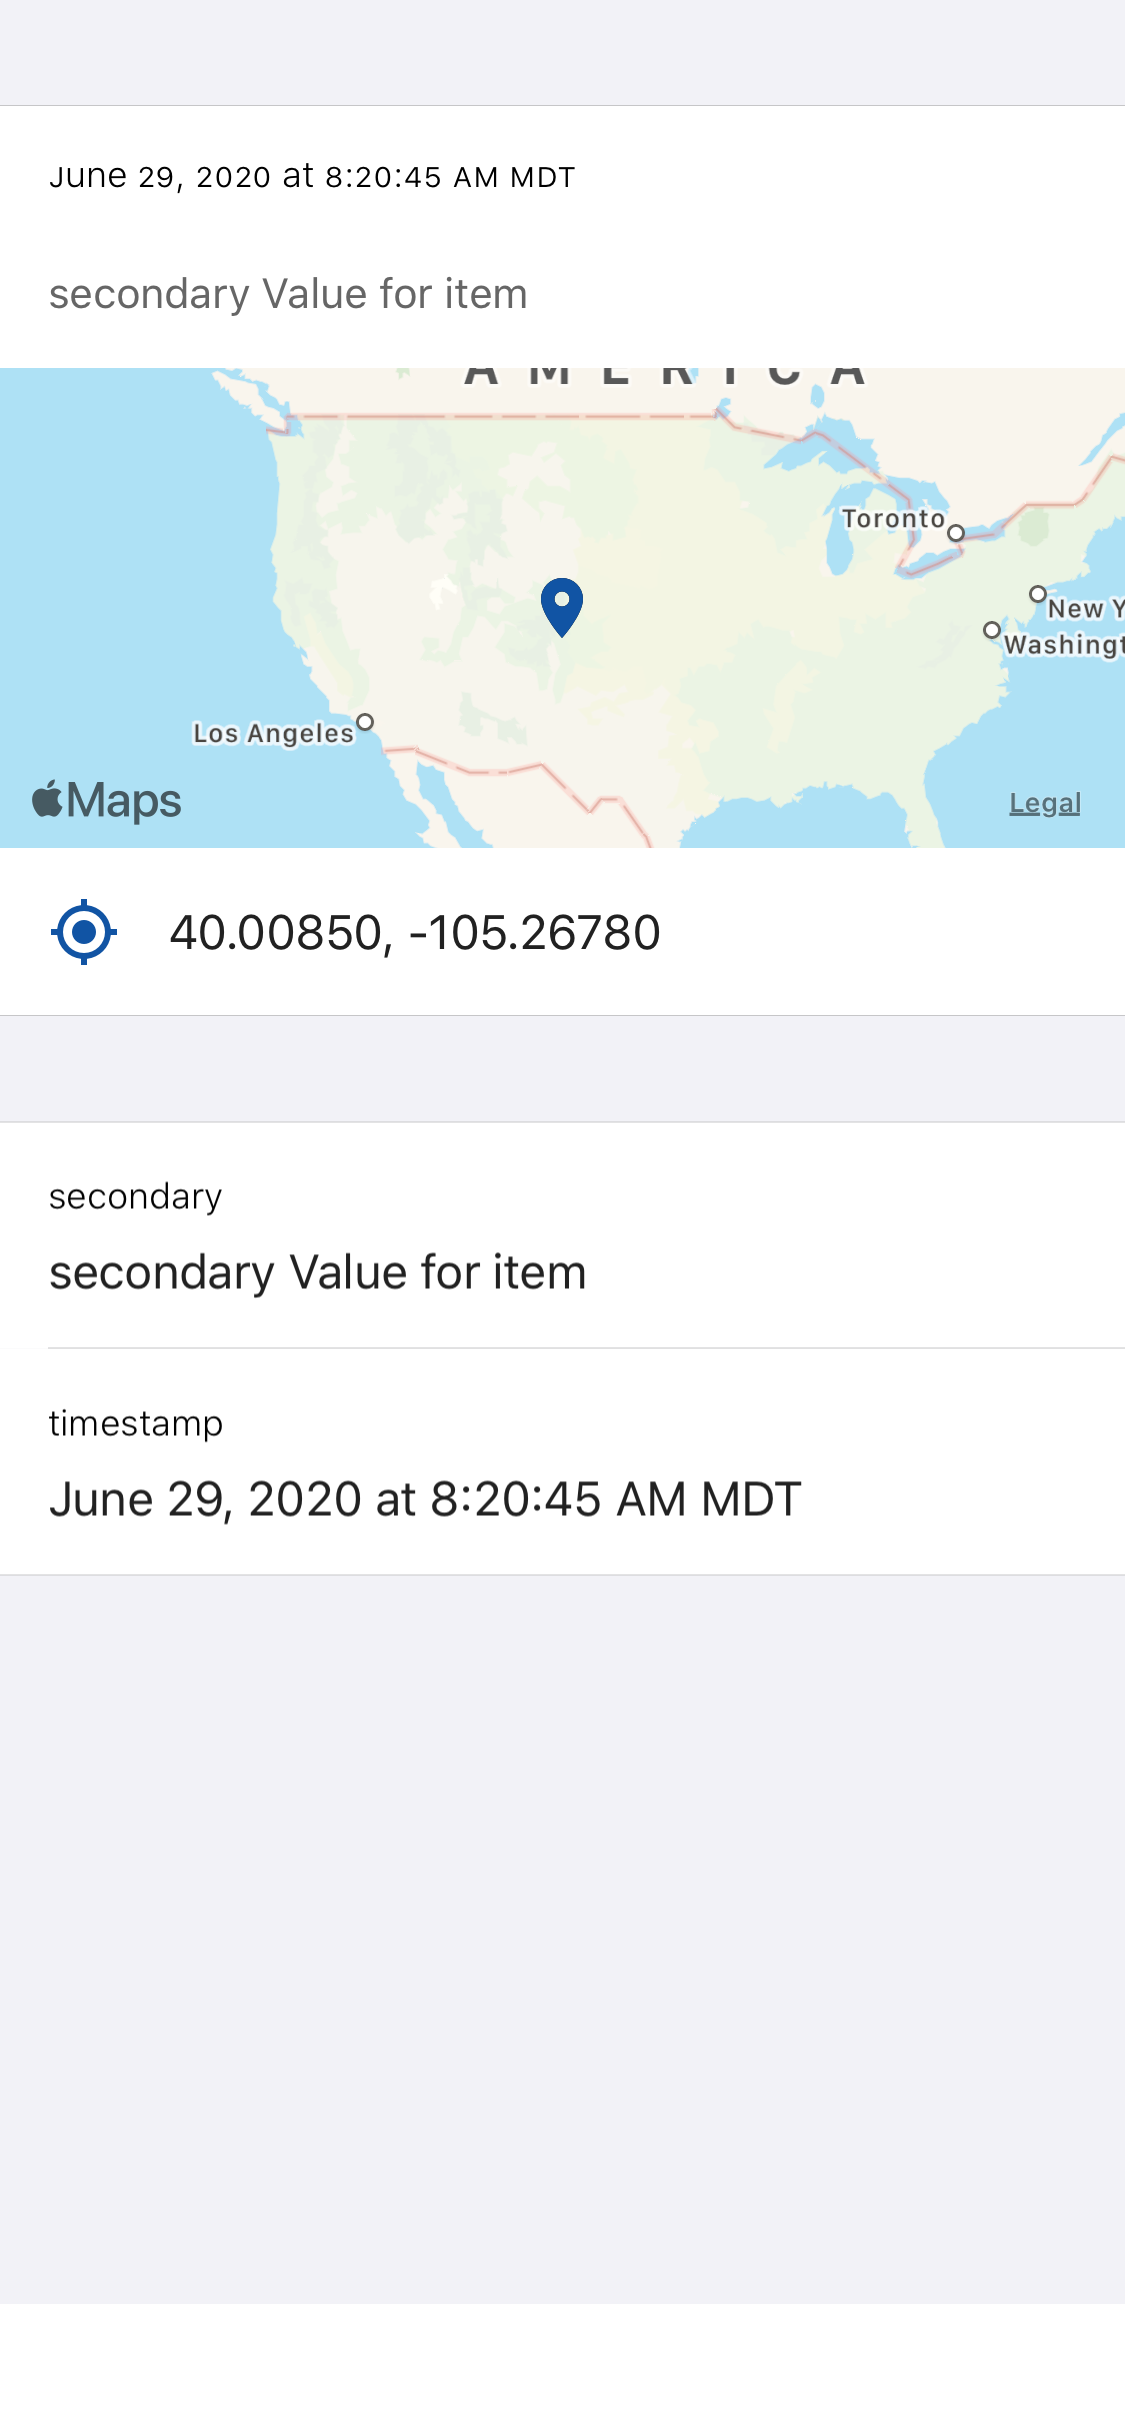 June 29, 2020 at 8:20:45 AM MDT
secondary Value for item
AMERICA
Toronto
New Y
Washingt
Los Angeles
Maps
Legal
40.00850, -105.26780
secondary
secondary Value for item
timestamp
June 29, 2020 at 8:20:45 AM MDT